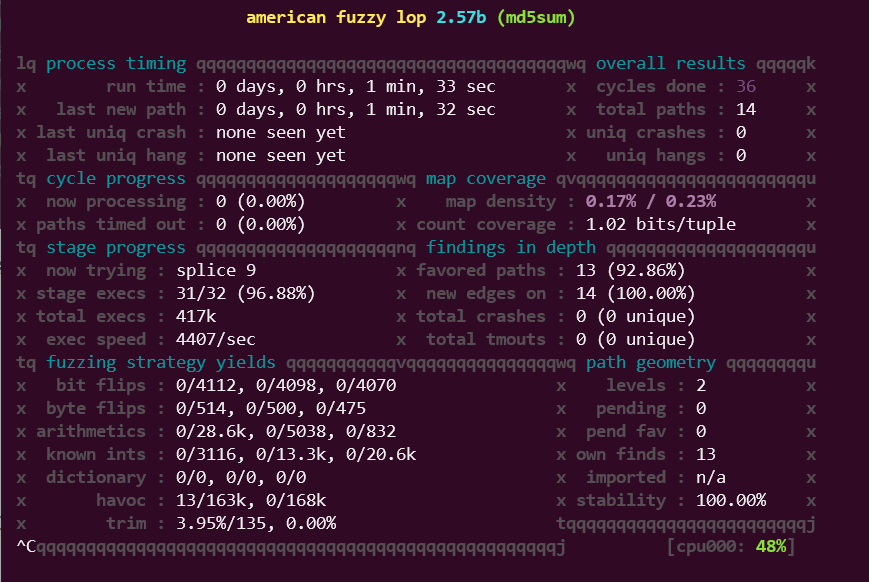 american fuzzy lop 2.57b (md5sum)
lq process timing qqqqqqqqqqqqqqqqqqqqqqqqqqqqqqqqqqqqqwq overall results qqqqqk
x        run time : 0 days, 0 hrs, 1 min, 33 sec       x  cycles done : 36     x
x   last new path : 0 days, 0 hrs, 1 min, 32 sec       x  total paths : 14     x
x last uniq crash : none seen yet                      x uniq crashes : 0      x
x  last uniq hang : none seen yet                      x   uniq hangs : 0      x
tq cycle progress qqqqqqqqqqqqqqqqqqqqwq map coverage qvqqqqqqqqqqqqqqqqqqqqqqqu
x  now processing : 0 (0.00%)         x    map density : 0.17% / 0.23%         x
x paths timed out : 0 (0.00%)         x count coverage : 1.02 bits/tuple       x
tq stage progress qqqqqqqqqqqqqqqqqqqqnq findings in depth qqqqqqqqqqqqqqqqqqqqu
x  now trying : splice 9              x favored paths : 13 (92.86%)            x
x stage execs : 31/32 (96.88%)        x  new edges on : 14 (100.00%)           x
x total execs : 417k                  x total crashes : 0 (0 unique)           x
x  exec speed : 4407/sec              x  total tmouts : 0 (0 unique)           x
tq fuzzing strategy yields qqqqqqqqqqqvqqqqqqqqqqqqqqqwq path geometry qqqqqqqqu
x   bit flips : 0/4112, 0/4098, 0/4070                x    levels : 2          x
x  byte flips : 0/514, 0/500, 0/475                   x   pending : 0          x
x arithmetics : 0/28.6k, 0/5038, 0/832                x  pend fav : 0          x
x  known ints : 0/3116, 0/13.3k, 0/20.6k              x own finds : 13         x
x  dictionary : 0/0, 0/0, 0/0                         x  imported : n/a        x
x       havoc : 13/163k, 0/168k                       x stability : 100.00%    x
x        trim : 3.95%/135, 0.00%                      tqqqqqqqqqqqqqqqqqqqqqqqqj
^Cqqqqqqqqqqqqqqqqqqqqqqqqqqqqqqqqqqqqqqqqqqqqqqqqqqqqj          [cpu000: 48%]